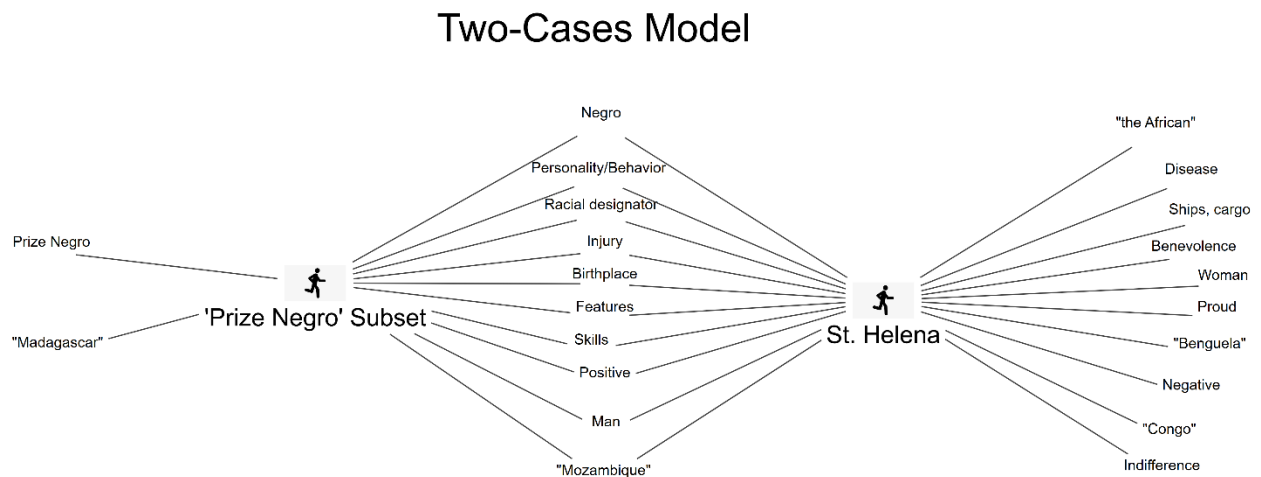 Two-Cases Model
Negro
"the African"
Personality/Behavior
Disease
Racial designator
Ships, cargo
Prize Negro
Injury
Benevolence
Birthplace
Woman
Features
Proud
'Prize Negro' Subset
St. Helena
"Madagascar"
Skills
"Benguela"
Positive
Negative
Man
"Congo"
"Mozambique"
Indifference